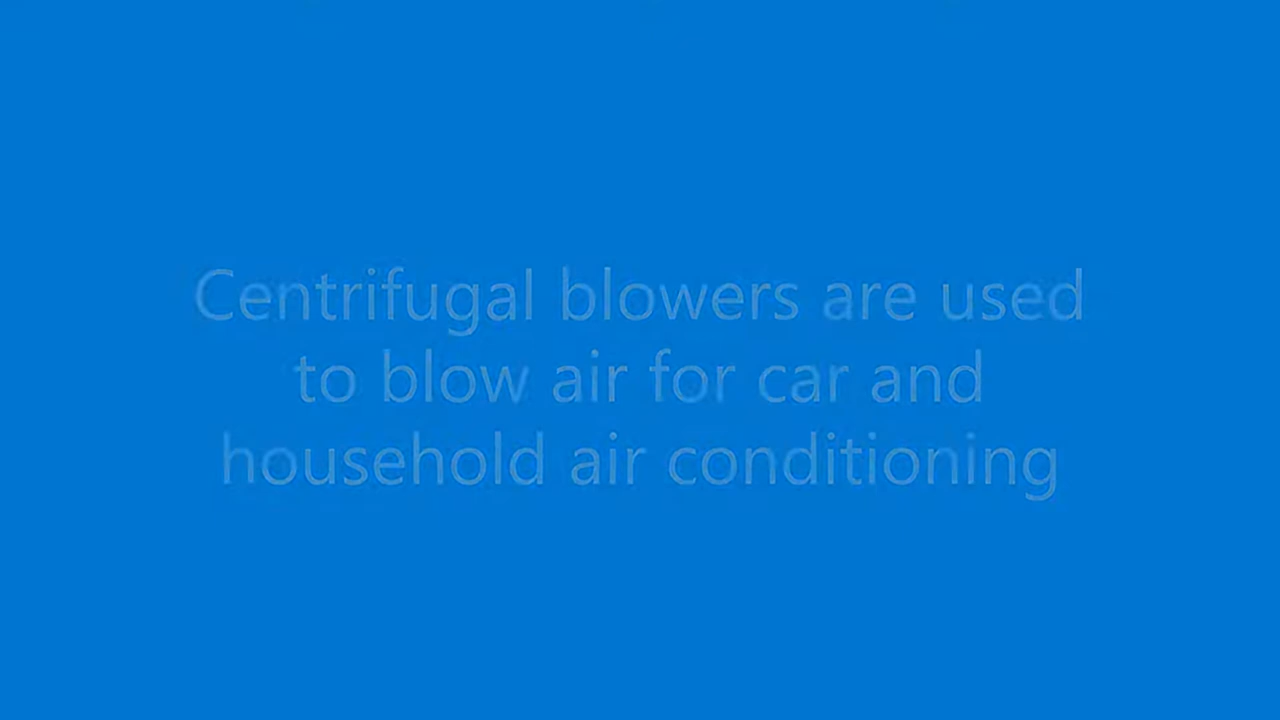 Centrifugal blowers are used
to blow air for car and
household air conditioning